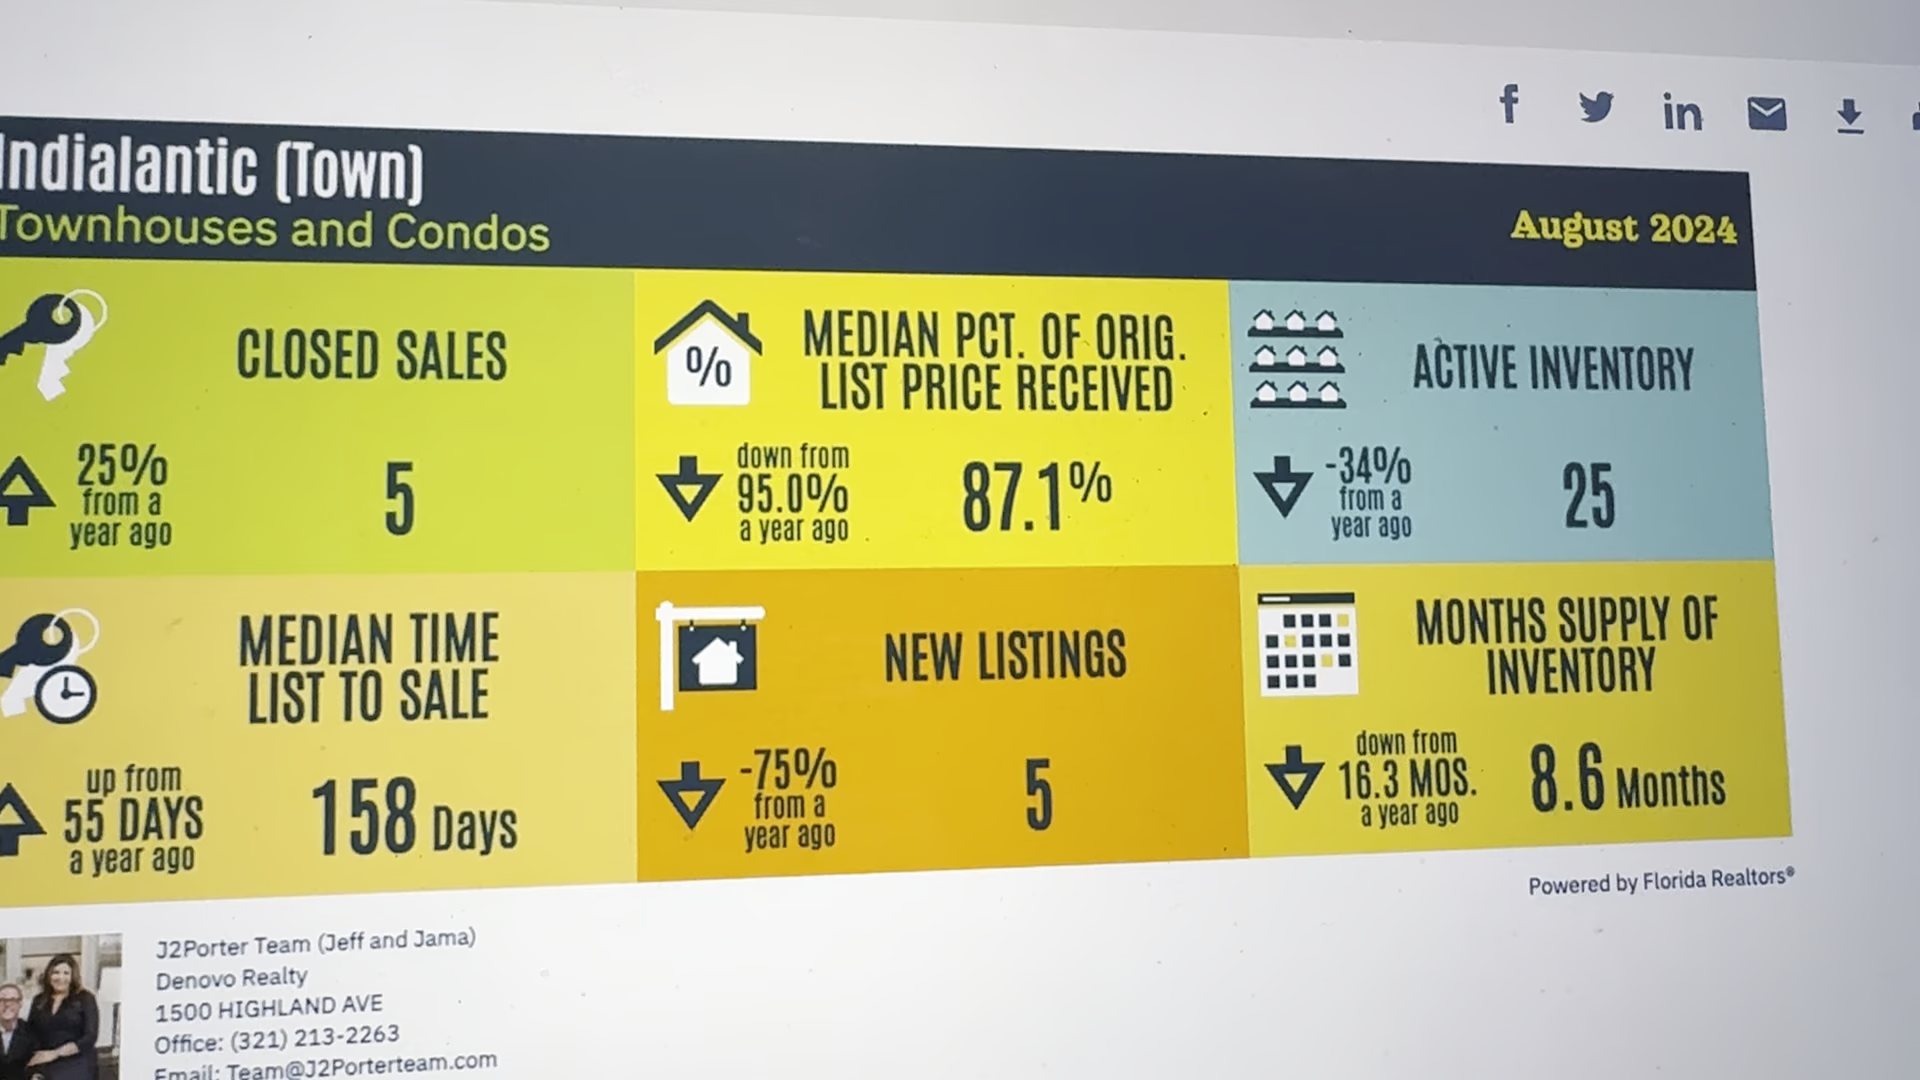 Indialantic (Town)
Townhouses and Condos
August 2024
CLOSED SALES
25%
from a
year ago
5
%
MEDIAN PCT. OF ORIG.
LIST PRICE RECEIVED
down from
95.0%
a year ago
87.1%
ACTIVE INVENTORY
-34%
from a
year ago
25
MEDIAN TIME
LIST TO SALE
up from
55 DAYS
a year ago
158 Days
NEW LISTINGS
-75%
from a
year ago
5
MONTHS SUPPLY OF
INVENTORY
down from
16.3 MOS.
a year ago
8.6 Months
Powered by Florida Realtors®
J2Porter Team (Jeff and Jama)
Denovo Realty
1500 HIGHLAND AVE
Office: (321) 213-2263
Email: Team@J2Porterteam.com